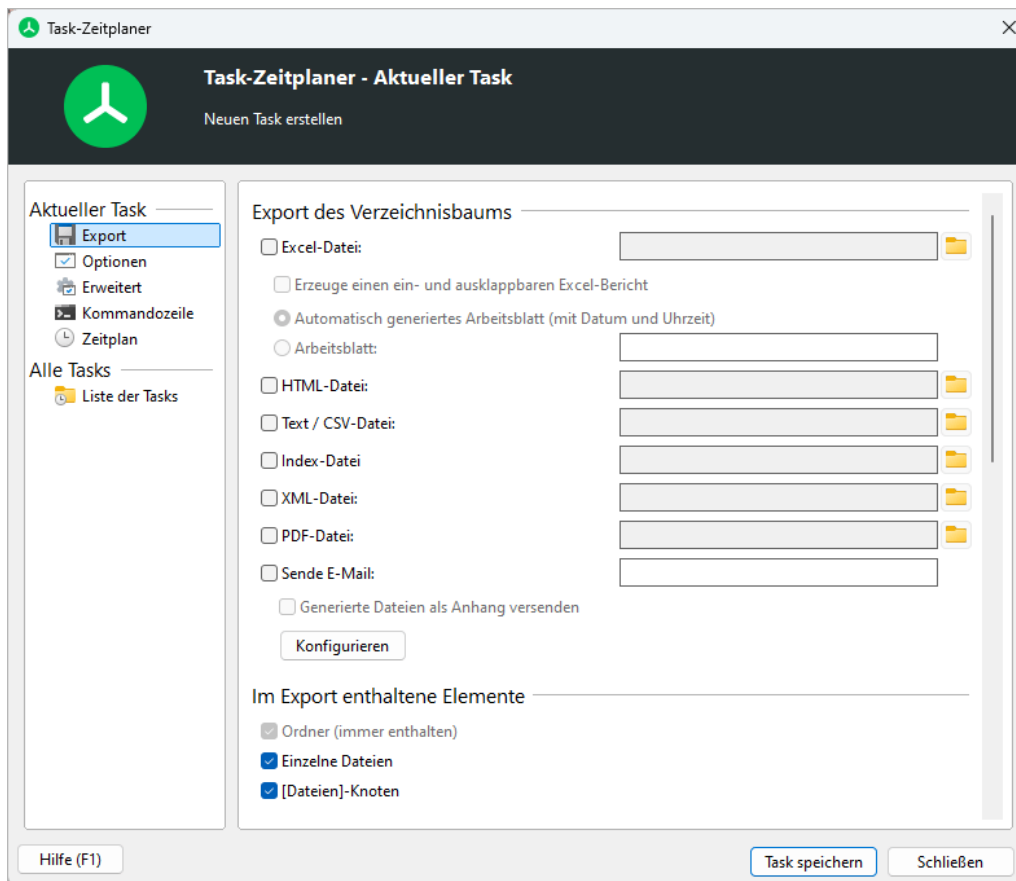 Task-Zeitplaner
Task-Zeitplaner - Aktueller Task
Neuen Task erstellen
Aktueller Task
Export
Optionen
Erweitert
Kommandozeile
Zeitplan
Alle Tasks
Liste der Tasks
Export des Verzeichnisbaums
Excel-Datei:
Erzeuge einen ein- und ausklappbaren Excel-Bericht
Automatisch generiertes Arbeitsblatt (mit Datum und Uhrzeit)
Arbeitsblatt:
HTML-Datei:
Text / CSV-Datei:
Index-Datei
XML-Datei:
PDF-Datei:
Sende E-Mail:
Generierte Dateien als Anhang versenden
Konfigurieren
Im Export enthaltene Elemente
Ordner (immer enthalten)
Einzelne Dateien
[Dateien]-Knoten
Hilfe (F1)
Task speichern
Schließen